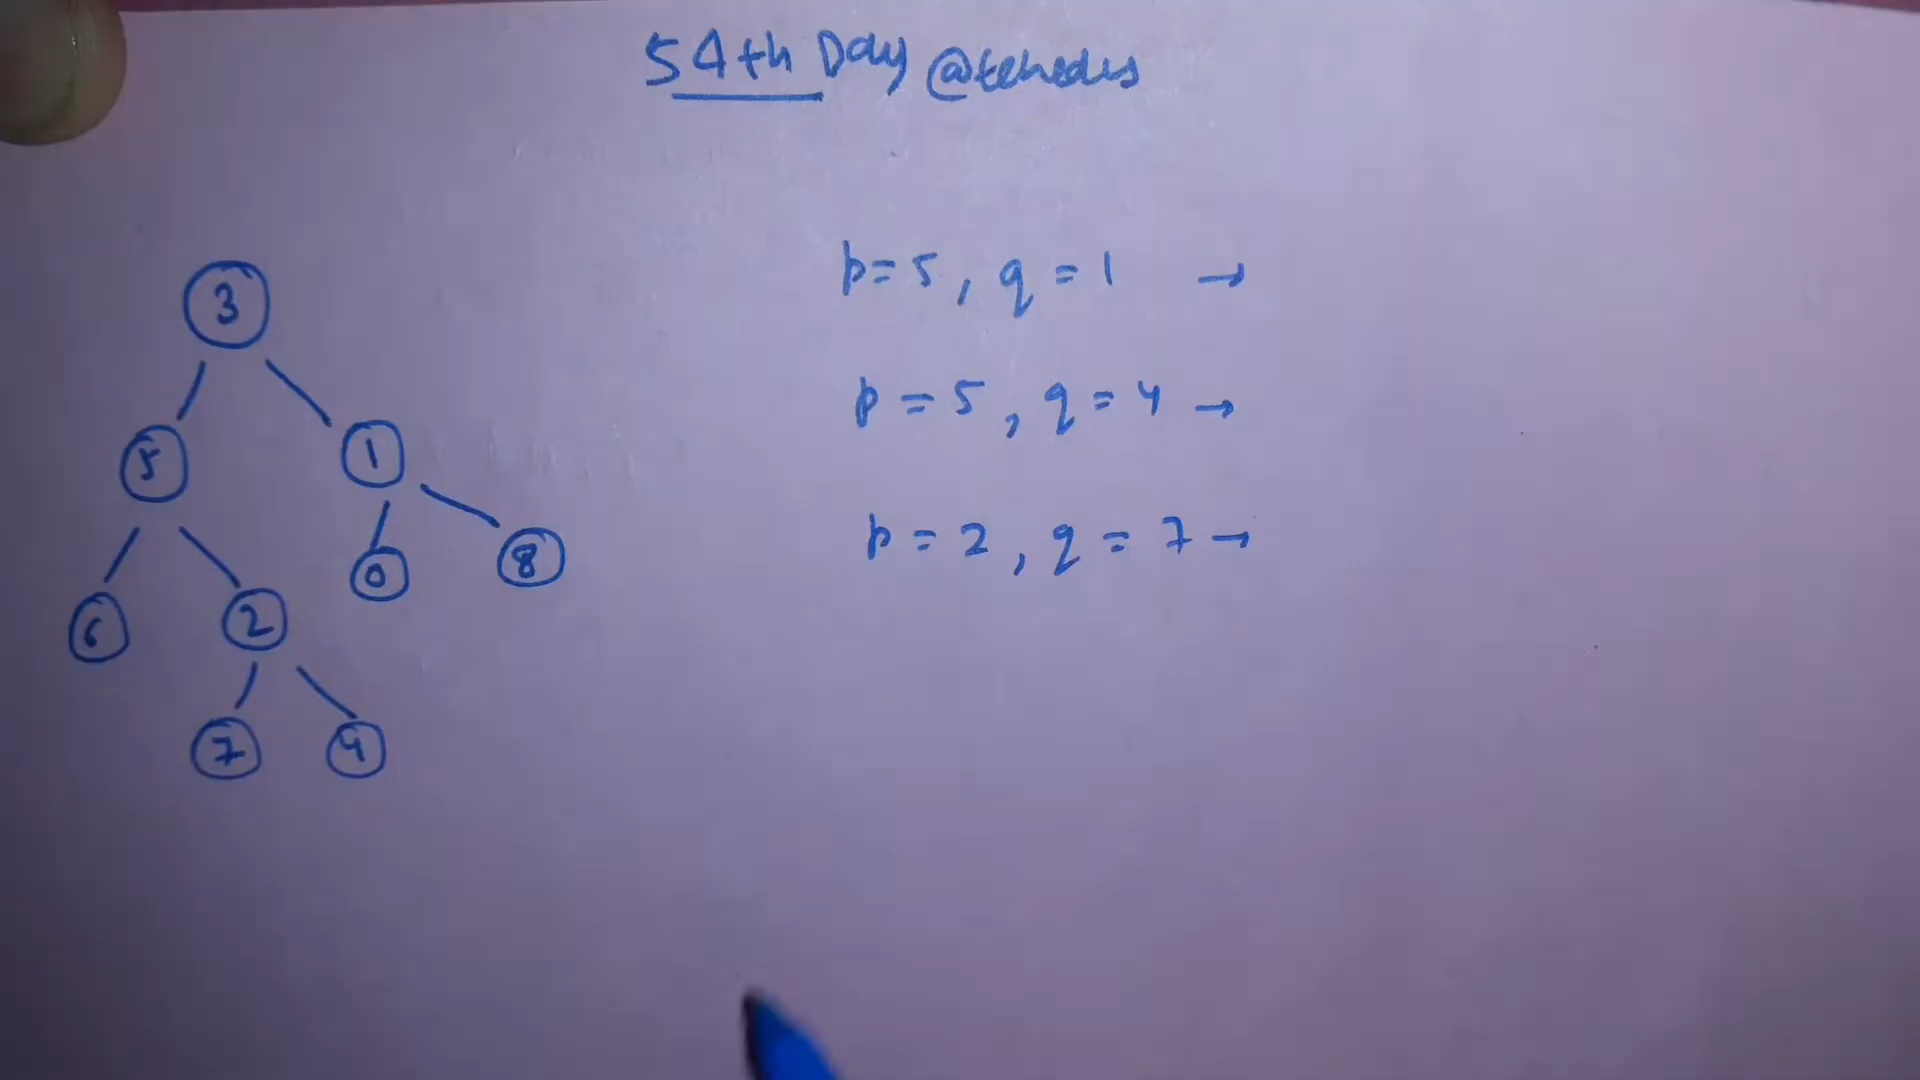 54th Day
3
p=5, q=1 →
p=5, q=4 →
5
1
p=2, q=7 →
0
8
6
2
7
4